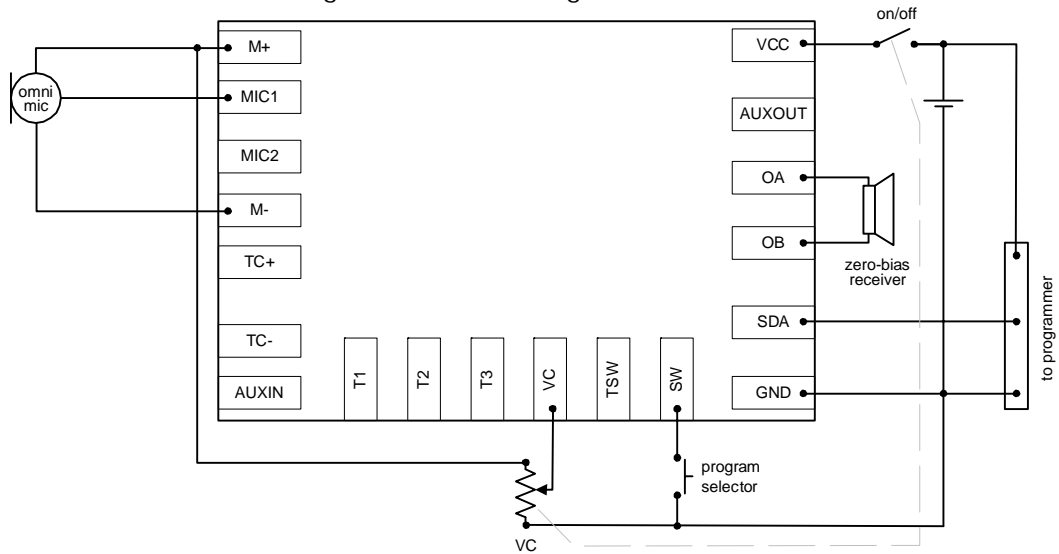 on/off
M+
VCC
omni
mic
MIC1
AUXOUT
MIC2
OA
M-
OB
TC+
zero-bias
receiver
SDA
to programmer
TC-
T1
T2
T3
VC
TSW
SW
AUXIN
GND
program
selector
VC